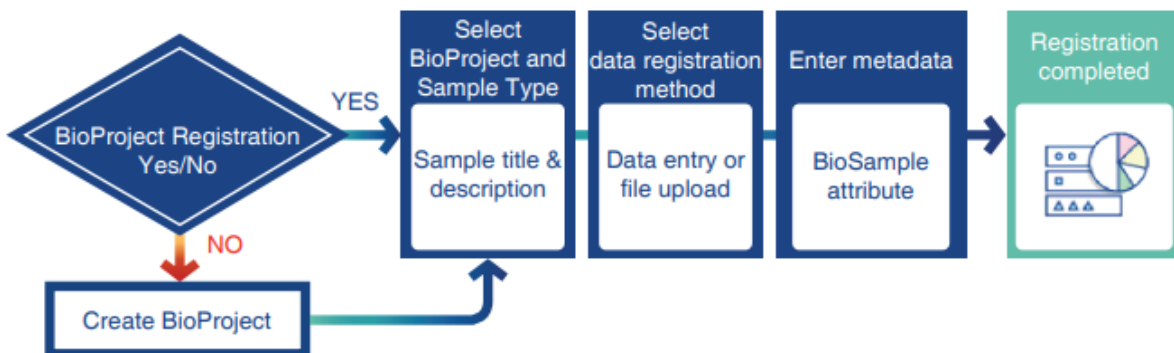 BioProject Registration
Yes/No
YES
NO
Create BioProject
Select
BioProject and
Sample Type
Sample title &
description
Select
data registration
method
Data entry or
file upload
Enter metadata
BioSample
attribute
Registration
completed